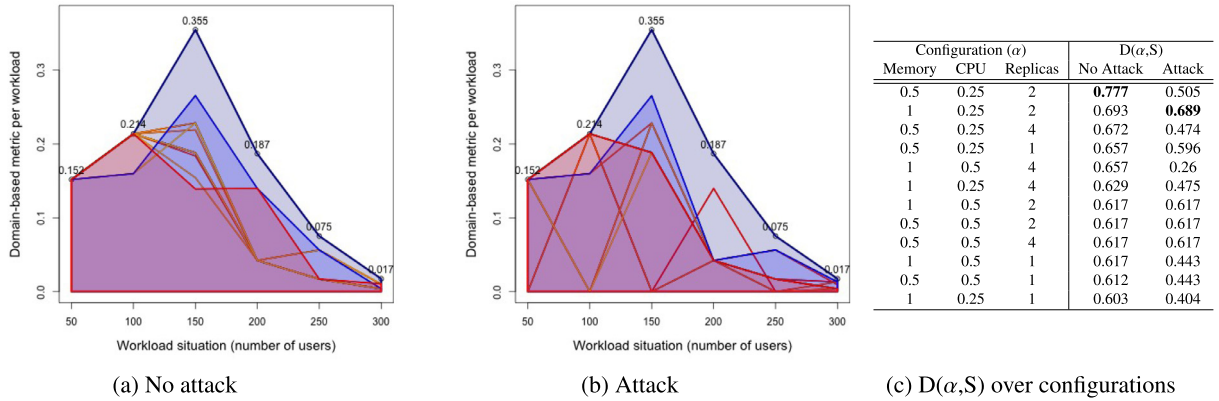 0.355
0.214
0.187
0.152
0.075
0.017
0.3
0.2
0.1
0.0
Domain-based metric per workload
50 100 150 200 250 300
Workload situation (number of users)
(a) No attack
0.355
0.214
0.187
0.152
0.075
0.017
0.3
0.2
0.1
0.0
Domain-based metric per workload
50 100 150 200 250 300
Workload situation (number of users)
(b) Attack
Configuration (α) D(α,S)
Memory CPU Replicas No Attack Attack
0.5 0.25 2 0.777 0.505
1 0.25 2 0.693 0.689
0.5 0.25 4 0.672 0.474
0.5 0.25 1 0.657 0.596
1 0.5 4 0.657 0.26
1 0.25 4 0.629 0.475
1 0.5 2 0.617 0.617
0.5 0.5 2 0.617 0.617
0.5 0.5 4 0.617 0.617
1 0.5 1 0.617 0.443
0.5 0.5 1 0.612 0.443
1 0.25 1 0.603 0.404
(c) D(α,S) over configurations